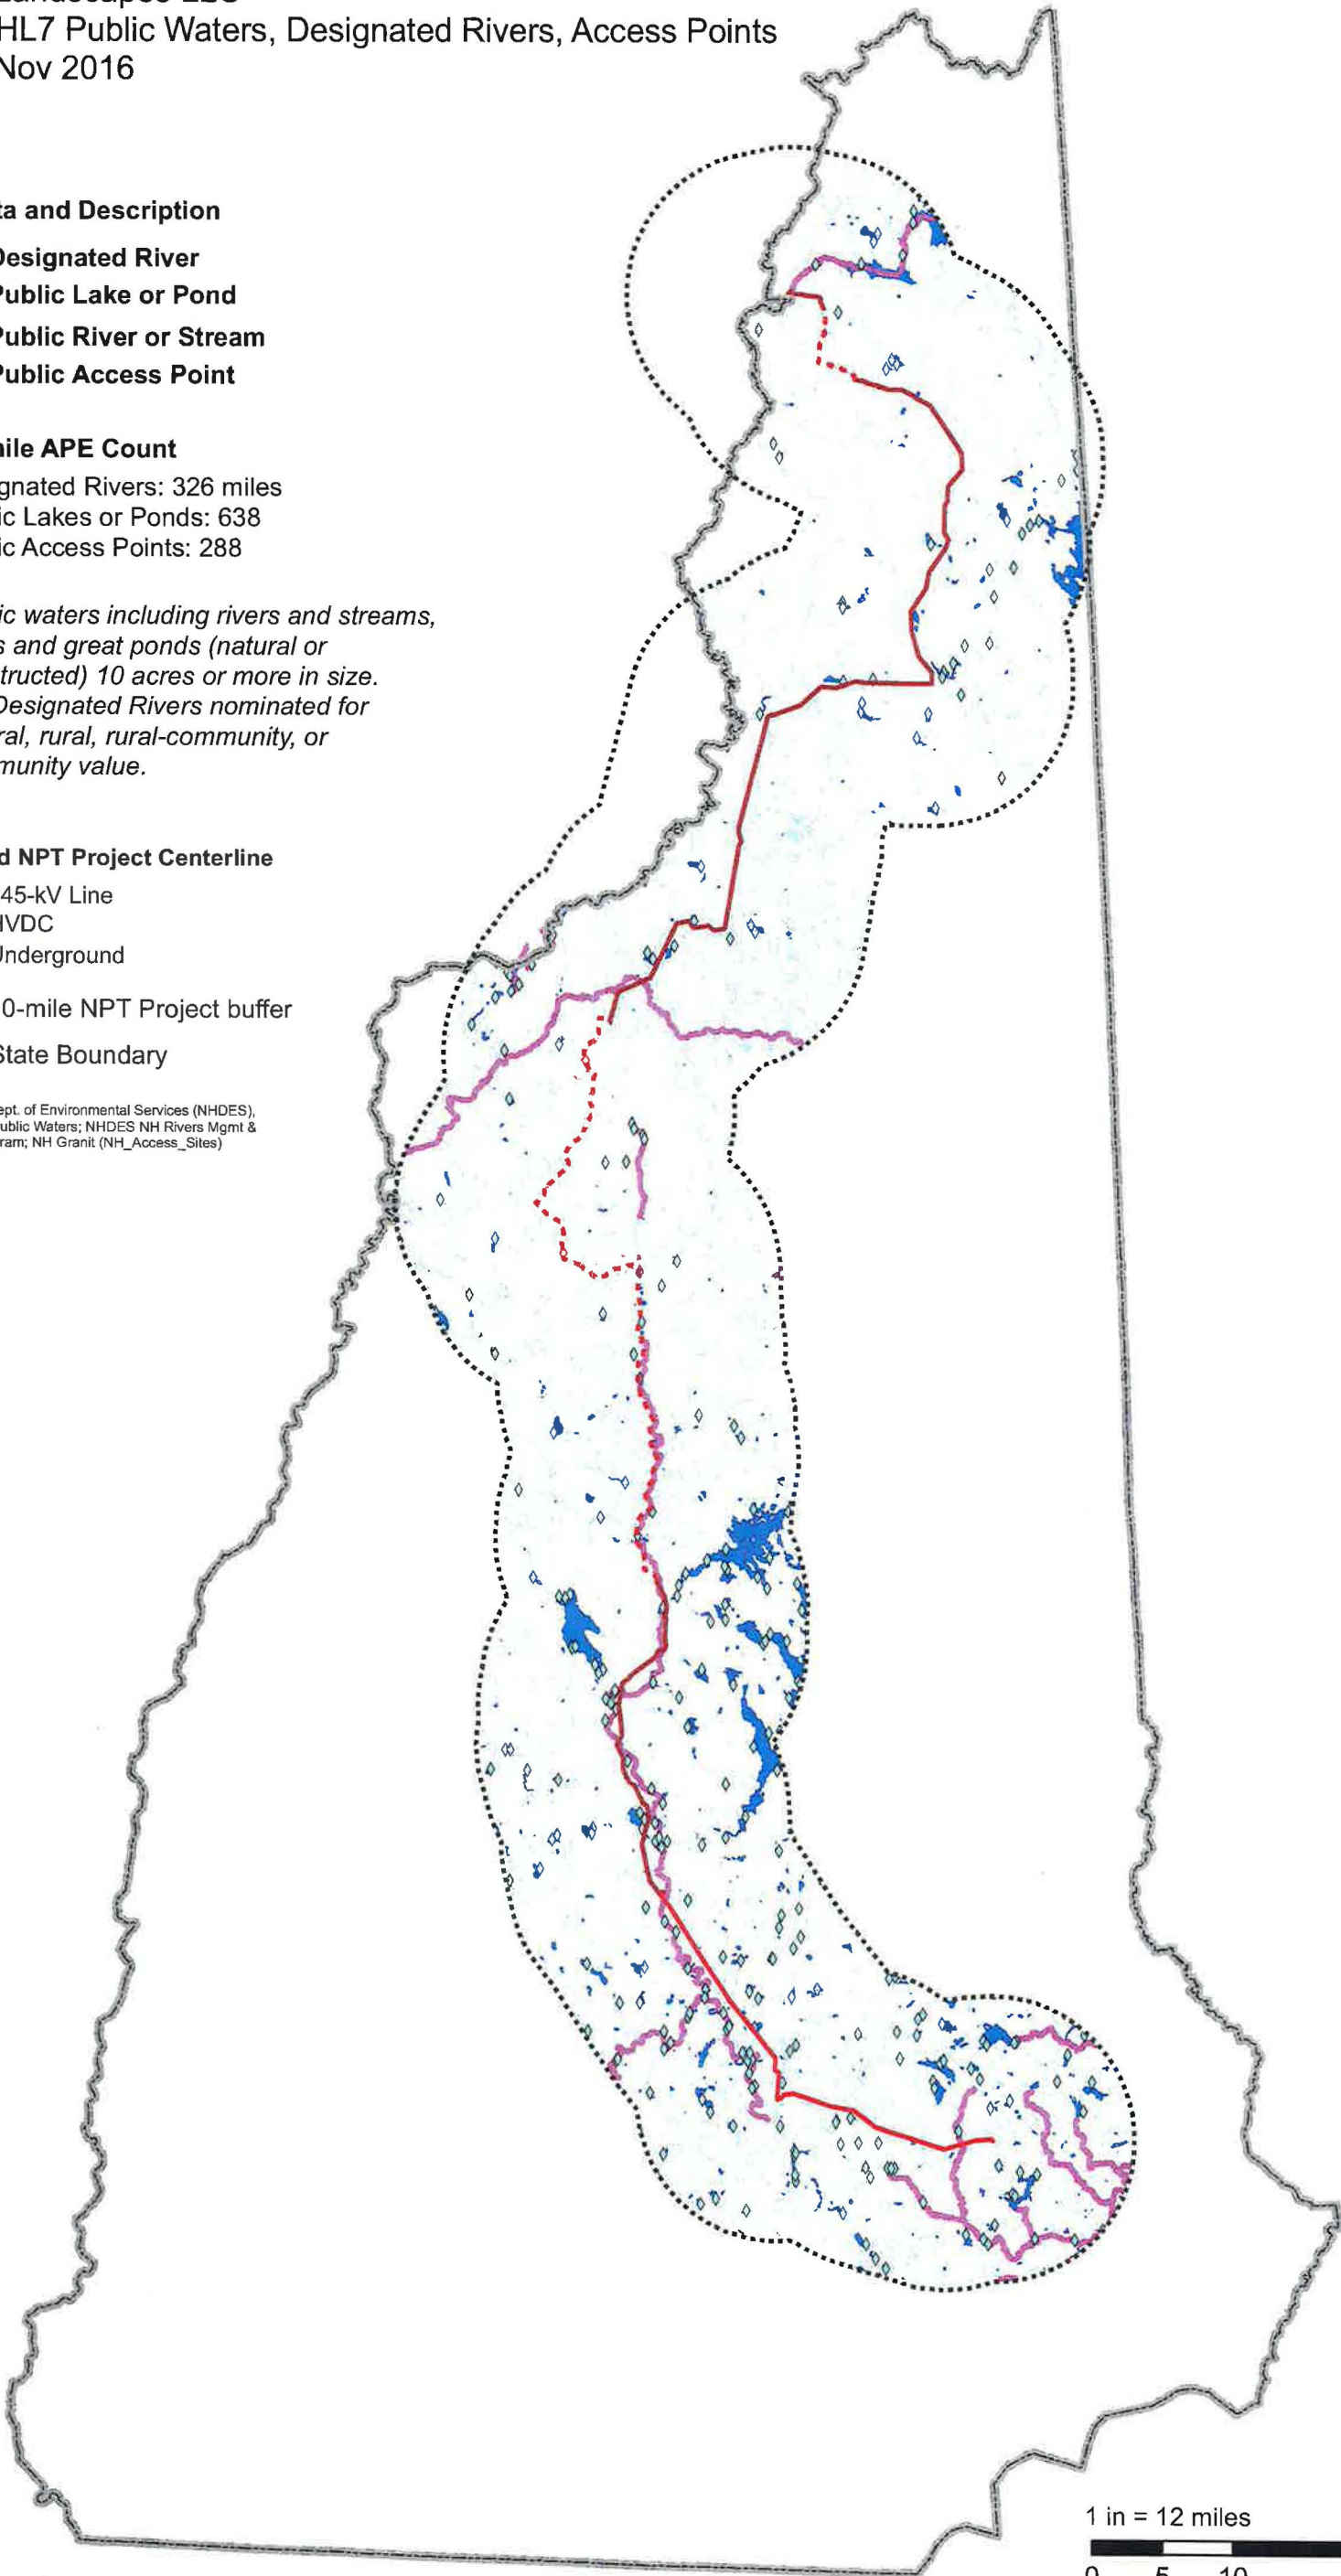 HL7 Public Waters, Designated Rivers, Access Points
Nov 2016
ta and Description
Designated River
Public Lake or Pond
Public River or Stream
Public Access Point
nile APE Count
gnated Rivers: 326 miles
ic Lakes or Ponds: 638
ic Access Points: 288
ic waters including rivers and streams,
s and great ponds (natural or
tructed) 10 acres or more in size.
Designated Rivers nominated for
ral, rural, rural-community, or
munity value.
d NPT Project Centerline
45-kV Line
HVDC
Underground
0-mile NPT Project buffer
State Boundary
ept. of Environmental Services (NHDES),
ublic Waters; NHDES NH Rivers Mgmt &
ram; NH Granit (NH_Access_Sites)
1 in = 12 miles
0 5 10